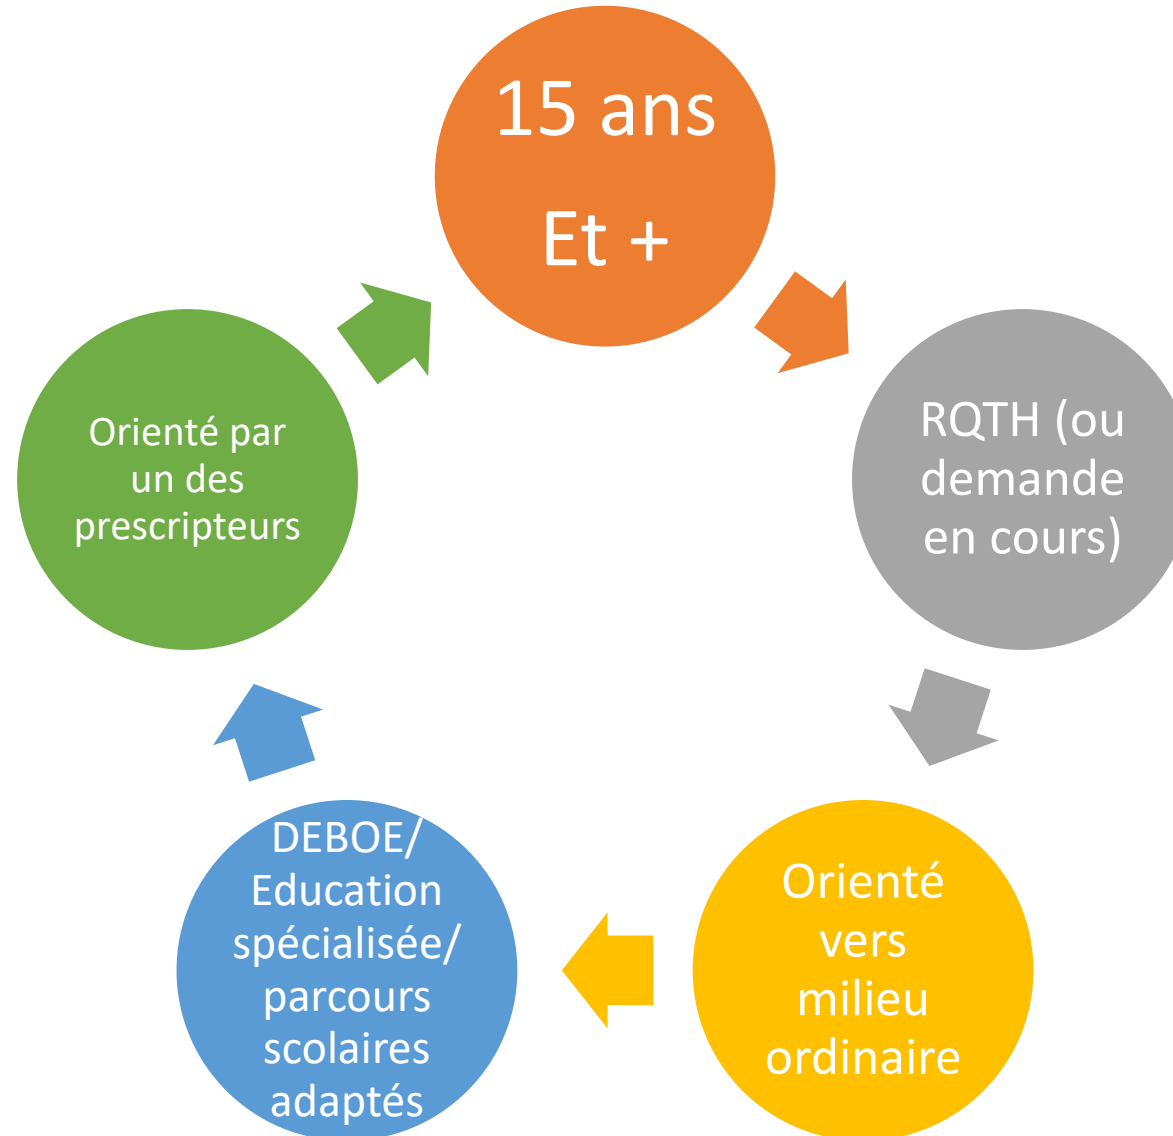 15 ans
Et +
RQTH (ou
demande
en cours)
Orienté
vers
milieu
ordinaire
DEBOE/
Education
spécialisée/
parcours
scolaires
adaptés
Orienté par
un des
prescripteurs